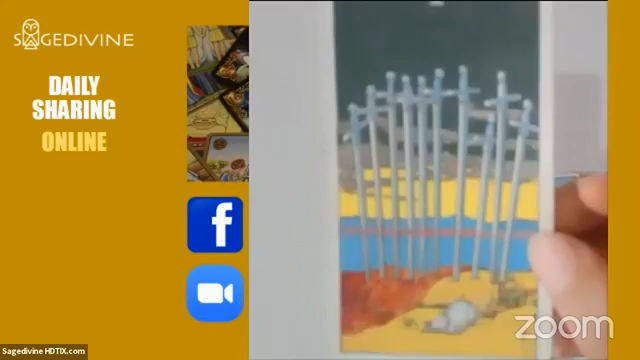 SAGEDIVINE
DAILY
SHARING
ONLINE
f
zoom
Sagedivine HDTIX.com